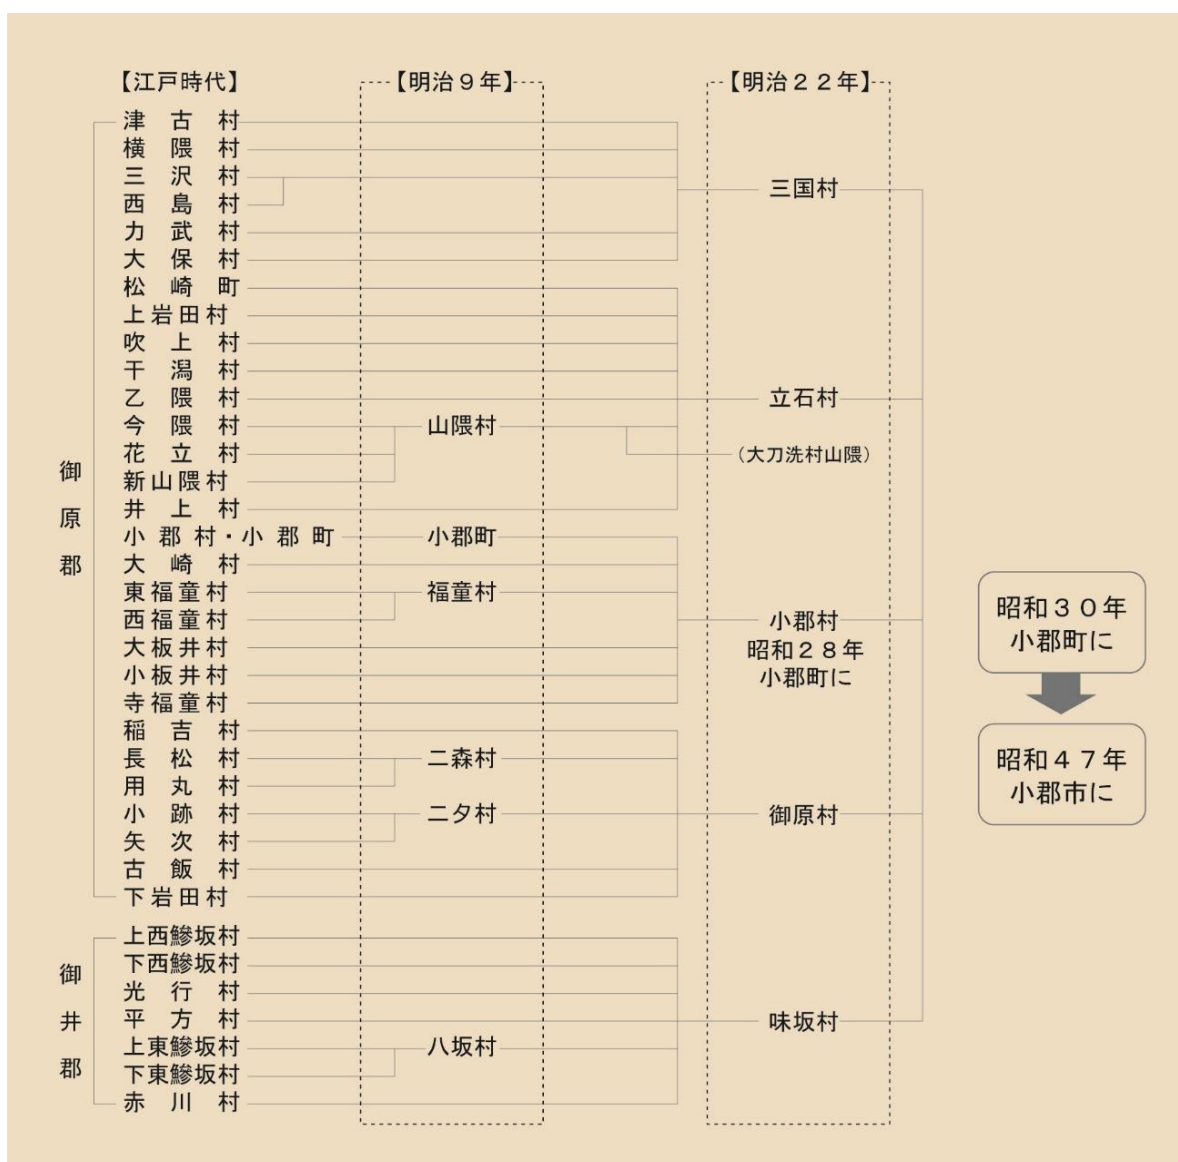 【江戸時代】
【明治９年】
【明治２２年】
御原郡
津古村
横隈村
三沢村
西島村
力武村
大保村
松崎町
上岩田村
吹上村
干潟村
乙隈村
今隈村
花立村
新山隈村
井上村
小郡村・小郡町
大崎村
東福童村
西福童村
大板井村
小板井村
寺福童村
稲吉村
長松村
用丸村
小跡村
矢次村
古飯村
下岩田村
御井郡
上西鰺坂村
下西鰺坂村
光行村
平方村
上東鰺坂村
下東鰺坂村
赤川村
山隈村
小郡町
福童村
二森村
二夕村
八坂村
三国村
立石村
（大刀洗村山隈）
小郡村
昭和２８年
小郡町に
御原村
味坂村
昭和３０年
小郡町に
昭和４７年
小郡市に